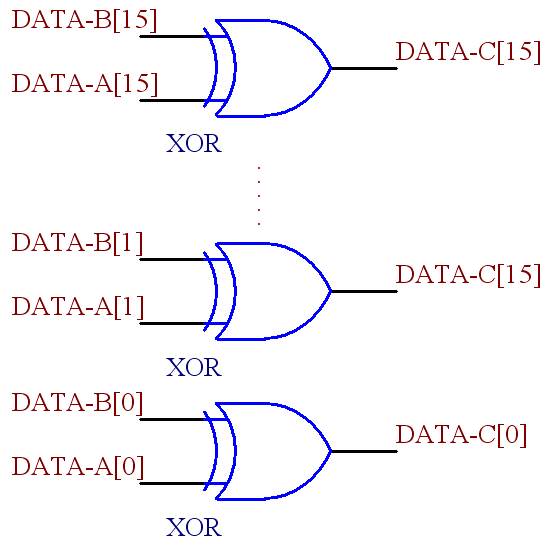 DATA-B[15]
DATA-C[15]
DATA-A[15]
XOR
DATA-B[1]
DATA-C[15]
DATA-A[1]
XOR
DATA-B[0]
DATA-C[0]
DATA-A[0]
XOR